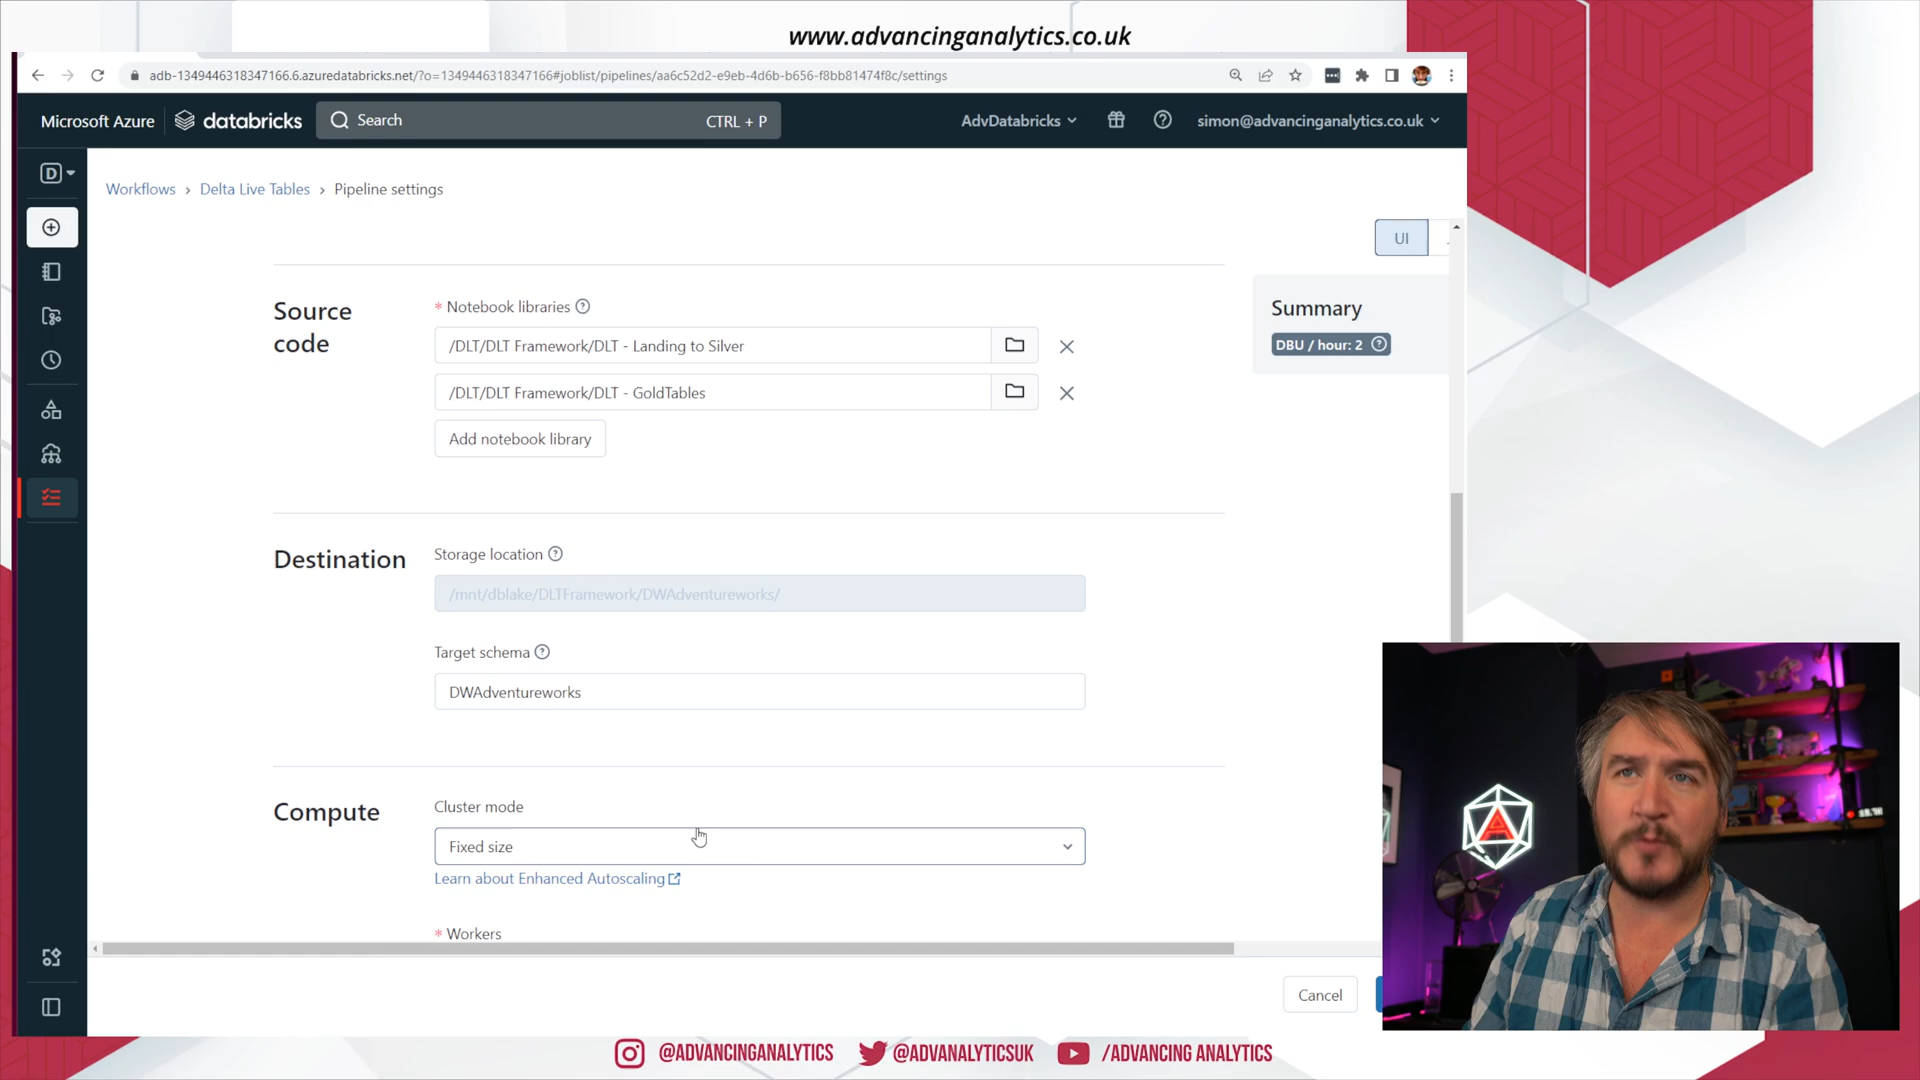 www.advancinganalytics.co.uk
adb-1349446318347166.6.azuredatabricks.net/?o=1349446318347166#joblist/pipelines/aa6c52d2-e9eb-4d6b-b656-f8bb81474f8c/settings
Microsoft Azure databricks Search CTRL + P AdvDatabricks simon@advancinganalytics.co.uk
D
Workflows › Delta Live Tables › Pipeline settings
UI
Source code
* Notebook libraries
/DLT/DLT Framework/DLT - Landing to Silver
/DLT/DLT Framework/DLT - GoldTables
Add notebook library
Summary
DBU / hour: 2
Destination
Storage location
/mnt/dblake/DLTFramework/DWAdventureworks/
Target schema
DWAdventureworks
Compute
Cluster mode
Fixed size
Learn about Enhanced Autoscaling
* Workers
Cancel
A
@ADVANCINGANALYTICS @ADVANALYTICSUK /ADVANCING ANALYTICS